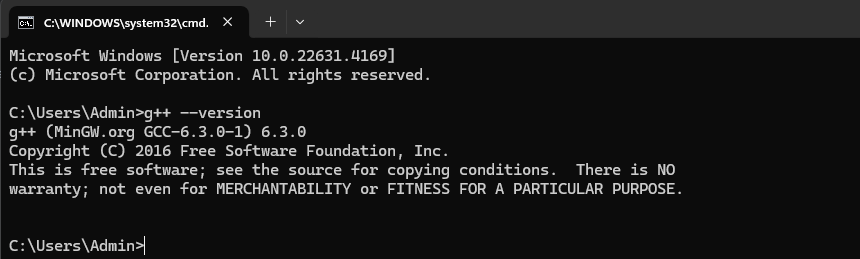 C:\WINDOWS\system32\cmd.
Microsoft Windows [Version 10.0.22631.4169]
(c) Microsoft Corporation. All rights reserved.
C:\Users\Admin>g++ --version
g++ (MinGW.org GCC-6.3.0-1) 6.3.0
Copyright (C) 2016 Free Software Foundation, Inc.
This is free software; see the source for copying conditions.  There is NO
warranty; not even for MERCHANTABILITY or FITNESS FOR A PARTICULAR PURPOSE.
C:\Users\Admin>